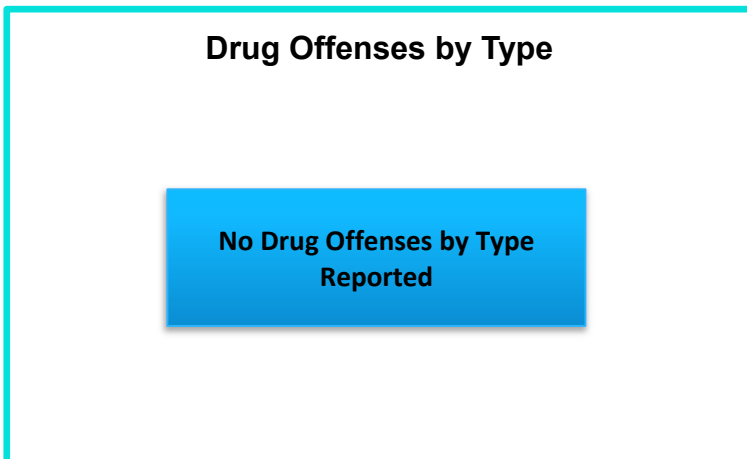 Drug Offenses by Type
No Drug Offenses by Type
Reported